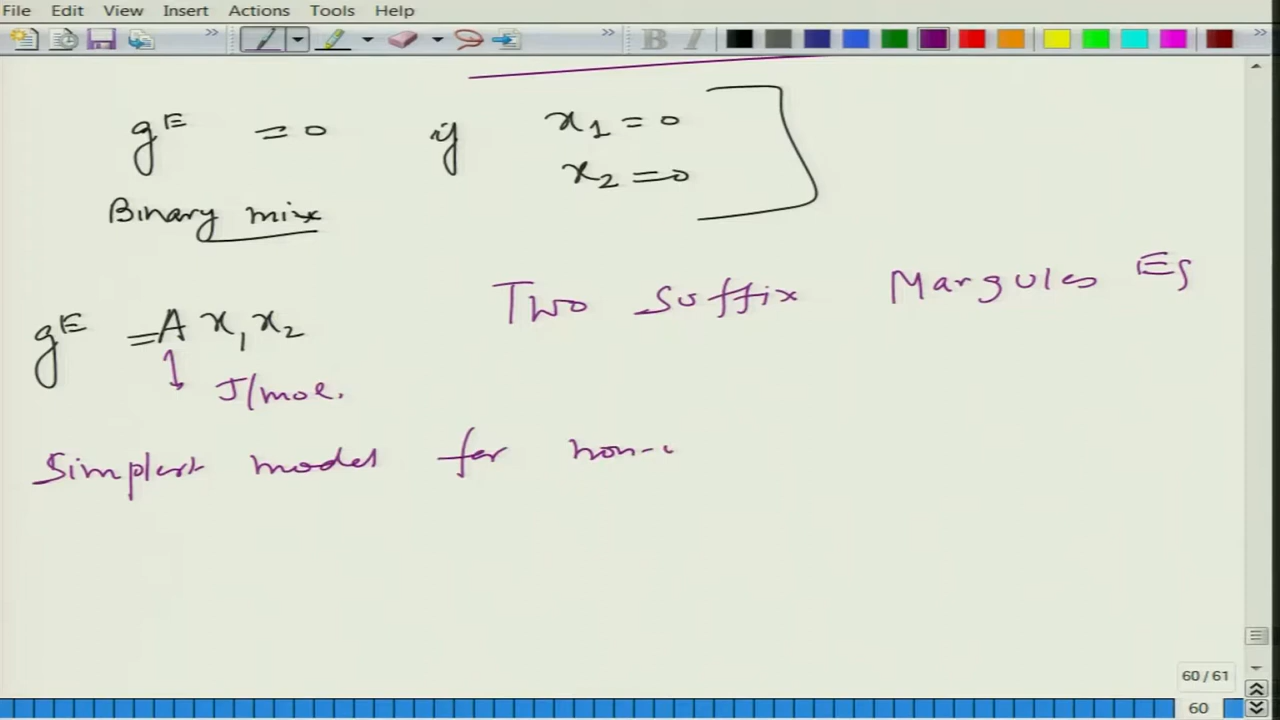 File Edit View Insert Actions Tools Help
B I
g^E = 0 if x_1 = 0
x_2 = 0
Binary mix
Two Suffix Margules Eq
g^E = A x_1 x_2
J/mol.
Simplest model for non-
60 / 61
60